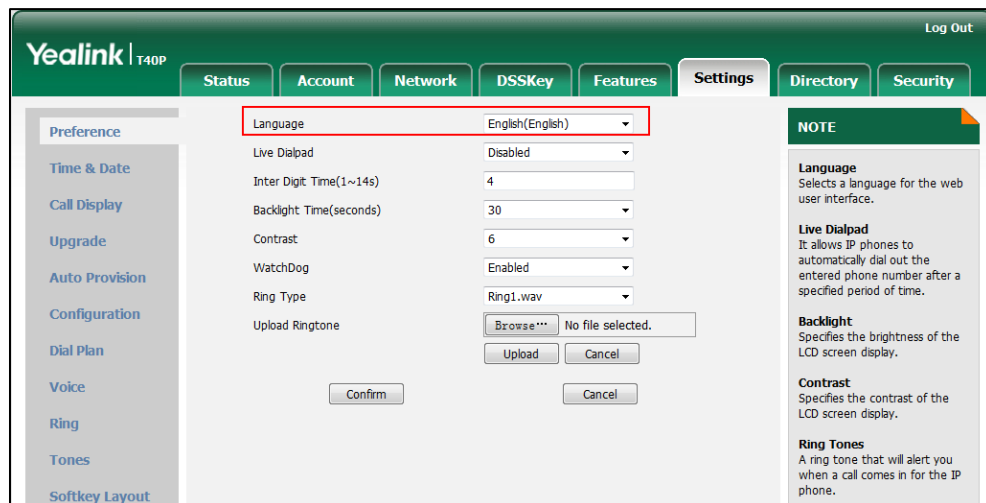 Log Out
Yealink | T40P
Status Account Network DSSKey Features Settings Directory Security
Preference
Time & Date
Call Display
Upgrade
Auto Provision
Configuration
Dial Plan
Voice
Ring
Tones
Softkey Layout
Language English(English)
Live Dialpad Disabled
Inter Digit Time(1~14s) 4
Backlight Time(seconds) 30
Contrast 6
WatchDog Enabled
Ring Type Ring1.wav
Upload Ringtone Browse··· No file selected.
Upload Cancel
Confirm Cancel
NOTE
Language
Selects a language for the web
user interface.
Live Dialpad
It allows IP phones to
automatically dial out the
entered phone number after a
specified period of time.
Backlight
Specifies the brightness of the
LCD screen display.
Contrast
Specifies the contrast of the
LCD screen display.
Ring Tones
A ring tone that will alert you
when a call comes in for the IP
phone.